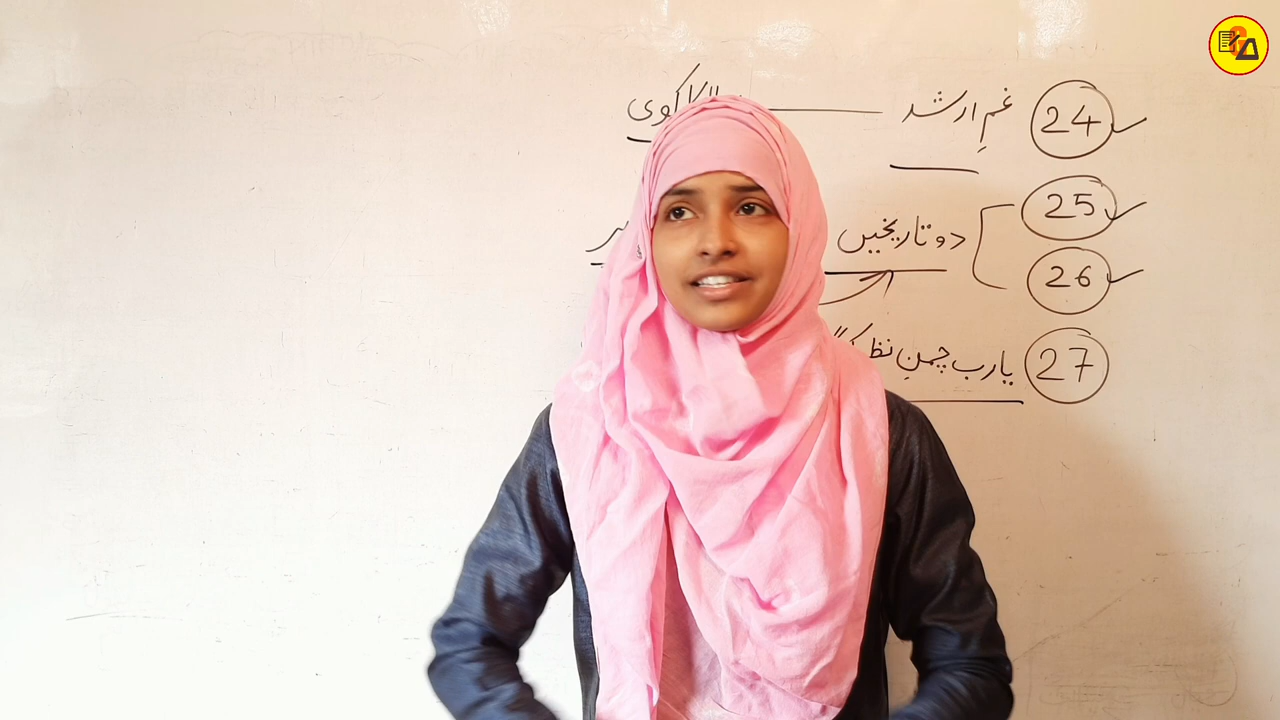 24 غمِ ارشد
25
دو تاریخیں
26
27 یارب چمنِ نظم